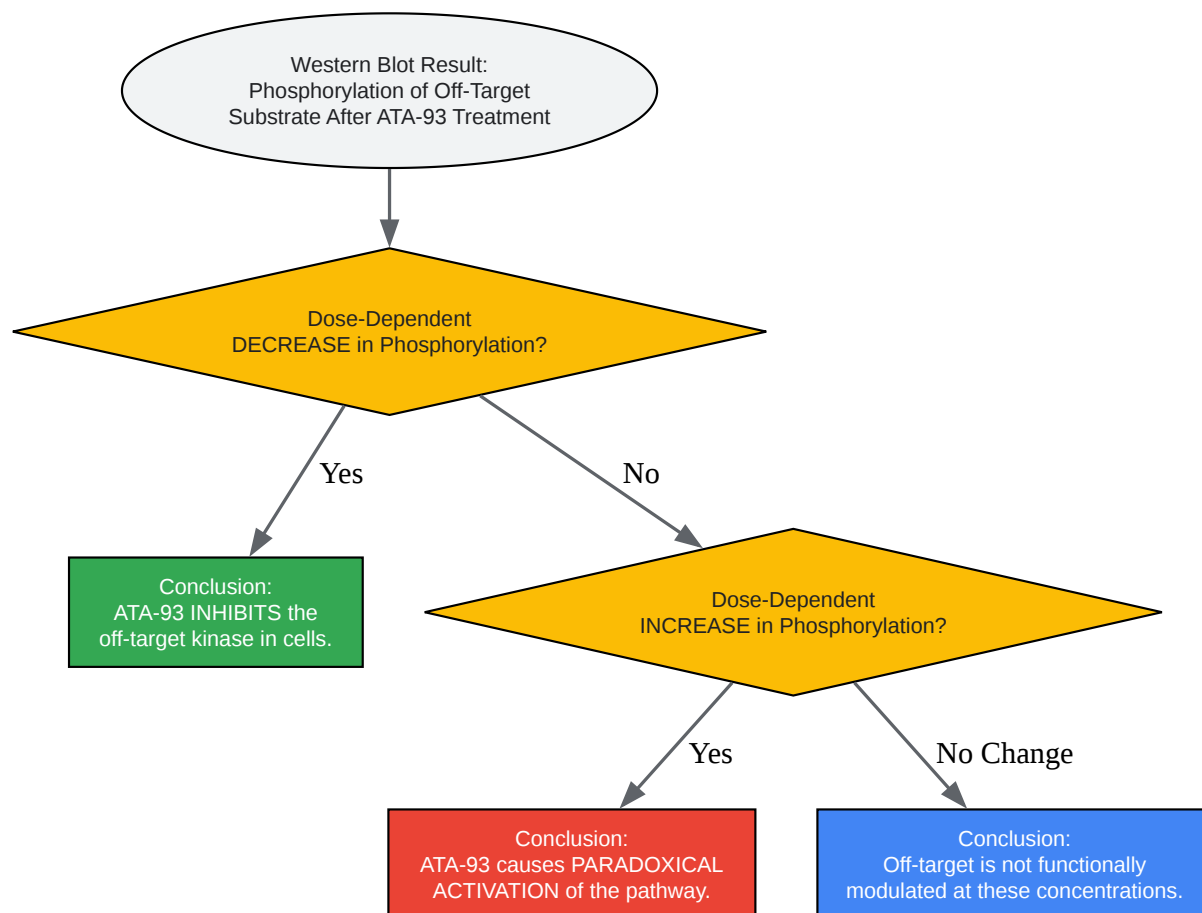 Western Blot Result:
Phosphorylation of Off-Target
Substrate After ATA-93 Treatment
Dose-Dependent
DECREASE in Phosphorylation?
Yes
No
Conclusion:
ATA-93 INHIBITS the
off-target kinase in cells.
Dose-Dependent
INCREASE in Phosphorylation?
Yes
No Change
Conclusion:
ATA-93 causes PARADOXICAL
ACTIVATION of the pathway.
Conclusion:
Off-target is not functionally
modulated at these concentrations.